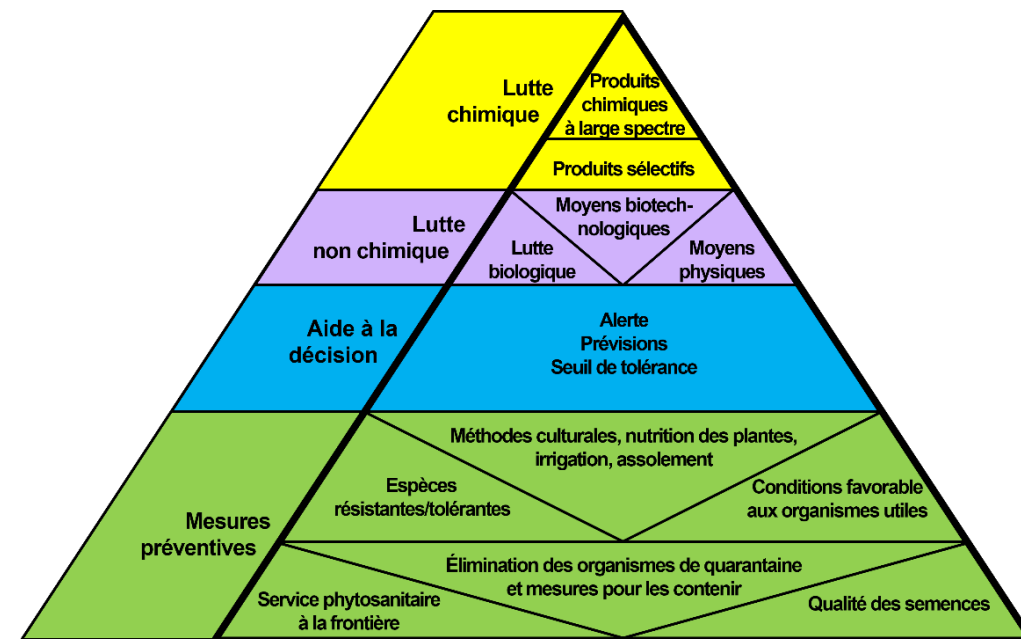 Lutte
chimique
Produits
chimiques
à large spectre
Produits sélectifs
Lutte
non chimique
Moyens biotech-
nologiques
Lutte
biologique
Moyens
physiques
Aide à la
décision
Alerte
Prévisions
Seuil de tolérance
Mesures
préventives
Méthodes culturales, nutrition des plantes,
irrigation, assolement
Espèces
résistantes/tolérantes
Conditions favorable
aux organismes utiles
Élimination des organismes de quarantaine
et mesures pour les contenir
Service phytosanitaire
à la frontière
Qualité des semences